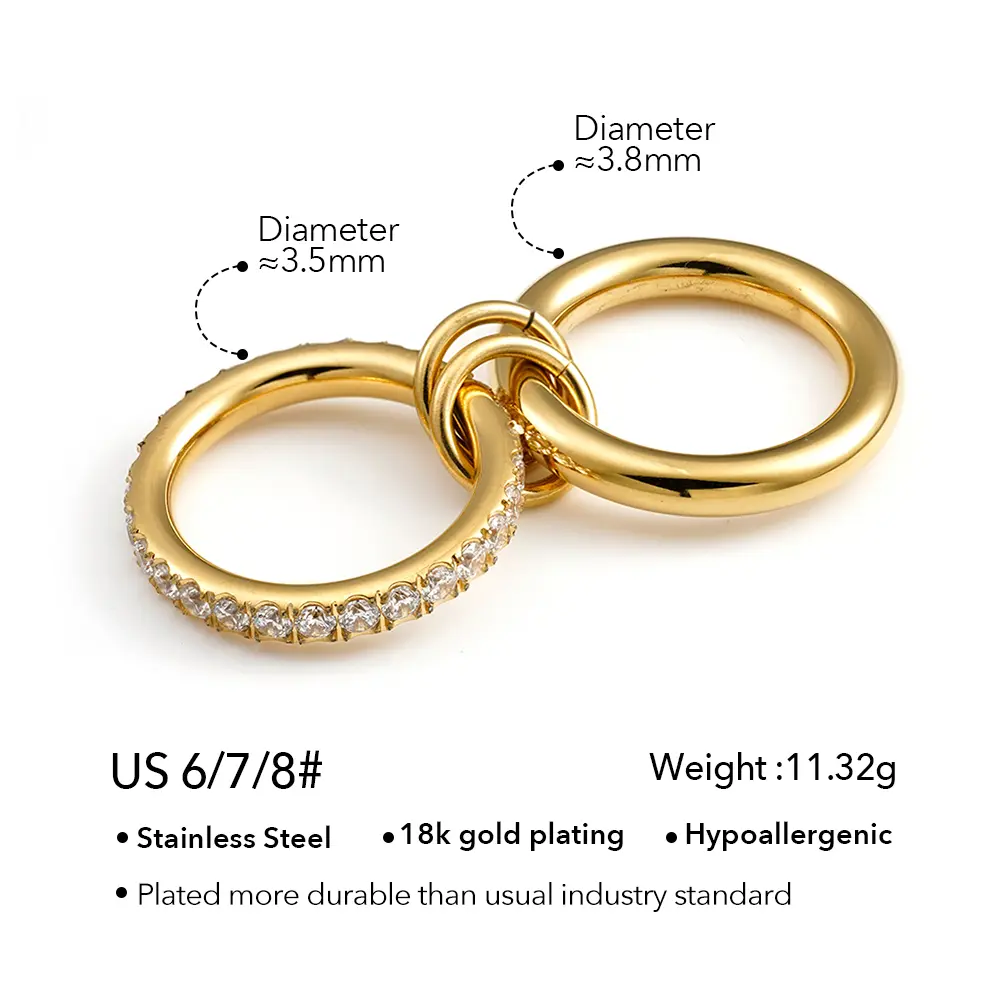 Diameter
≈3.8mm
Diameter
≈3.5mm
US 6/7/8#
Weight :11.32g
• Stainless Steel
• 18k gold plating
• Hypoallergenic
• Plated more durable than usual industry standard